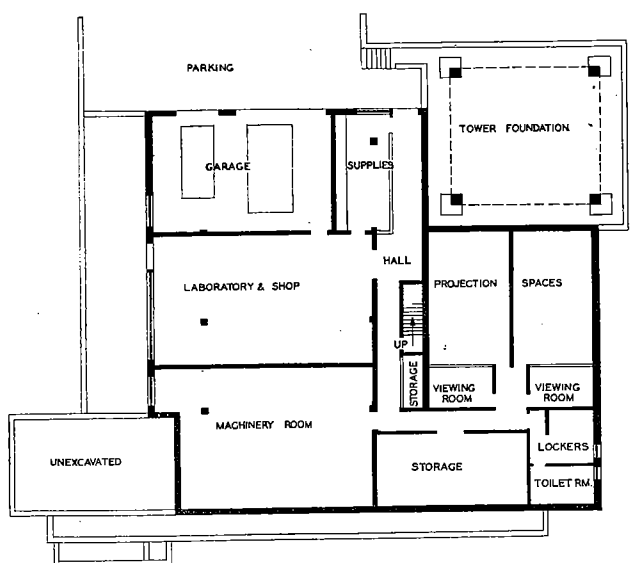 PARKING
TOWER FOUNDATION
GARAGE
SUPPLIES
HALL
LABORATORY & SHOP
PROJECTION
SPACES
UP
STORAGE
VIEWING
ROOM
VIEWING
ROOM
MACHINERY ROOM
LOCKERS
UNEXCAVATED
STORAGE
TOILET RM.